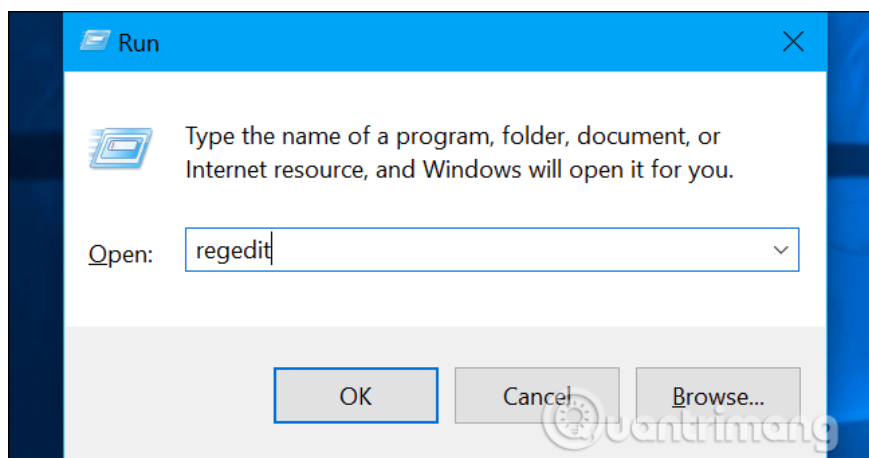 Run
Type the name of a program, folder, document, or
Internet resource, and Windows will open it for you.
Open: regedit
OK Cancel Browse...
Quantrimang